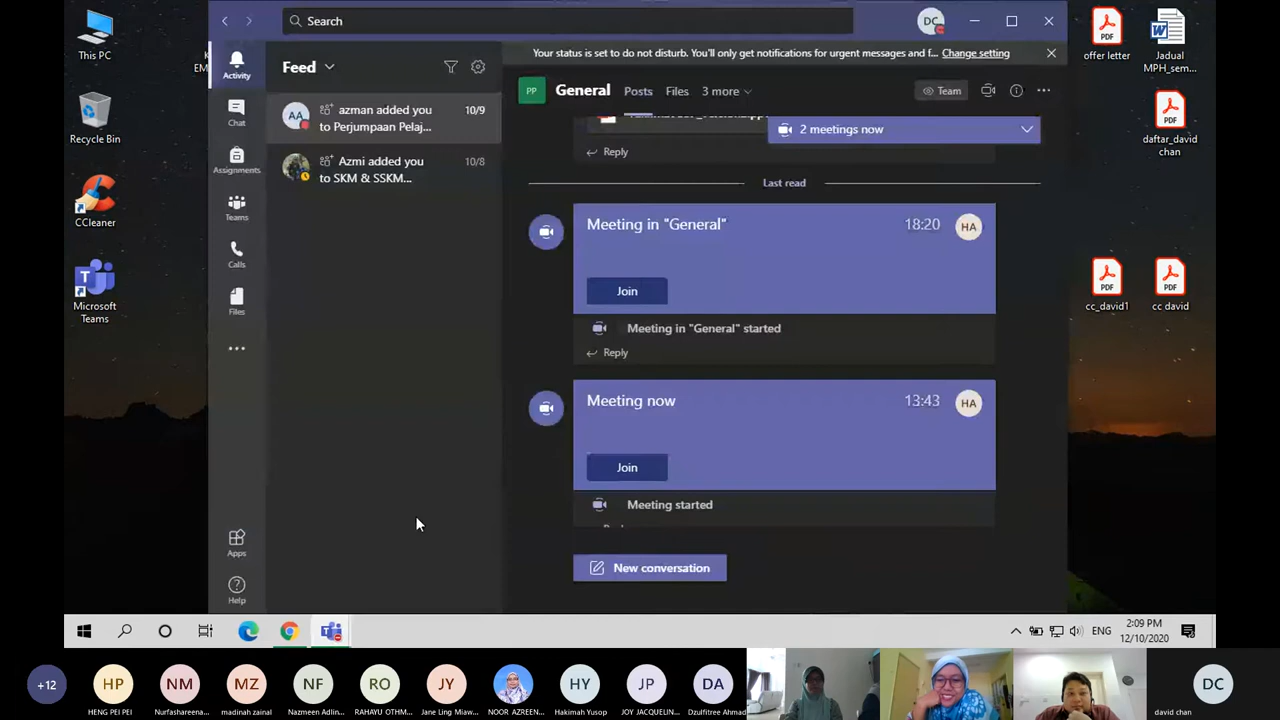 Search
DC
Your status is set to do not disturb. You'll only get notifications for urgent messages and f... Change setting
This PC
Recycle Bin
CCleaner
Microsoft
Teams
Activity
Chat
Assignments
Teams
Calls
Files
Apps
Help
Feed
AA
azman added you
to Perjumpaan Pelaj...
10/9
Azmi added you
to SKM & SSKM...
10/8
PP
General
Posts
Files
3 more
Team
2 meetings now
Reply
Last read
Meeting in "General"
18:20
HA
Join
Meeting in "General" started
Reply
Meeting now
13:43
HA
Join
Meeting started
New conversation
PDF
offer letter
Jadual
MPH_sem...
PDF
daftar_david
chan
PDF
cc_david1
PDF
cc david
ENG
2:09 PM
12/10/2020
+12
HP
HENG PEI PEI
NM
Nurfashareena...
MZ
madinah zainal
NF
Nazmeen Adlin...
RO
RAHAYU OTHM...
JY
Jane Ling Miaw...
NOOR AZREEN...
HY
Hakimah Yusop
JP
JOY JACQUELIN...
DA
Dzulfitree Ahmad
DC
david chan